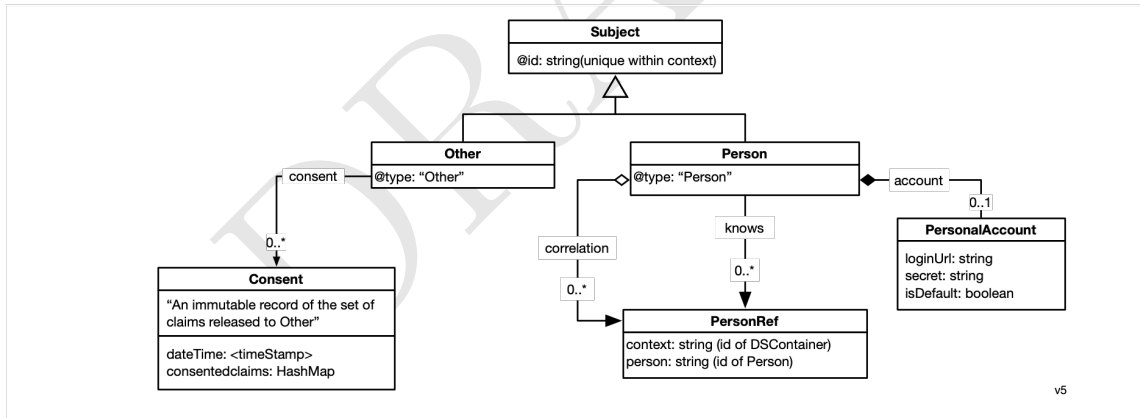 Subject
@id: string(unique within context)
Other
@type: “Other”
Person
@type: “Person”
consent
account
0..1
0..*
correlation
knows
0..*
0..*
PersonalAccount
loginUrl: string
secret: string
isDefault: boolean
Consent
“An immutable record of the set of
claims released to Other”
dateTime: <timeStamp>
consentedclaims: HashMap
PersonRef
context: string (id of DSContainer)
person: string (id of Person)
v5
DRA